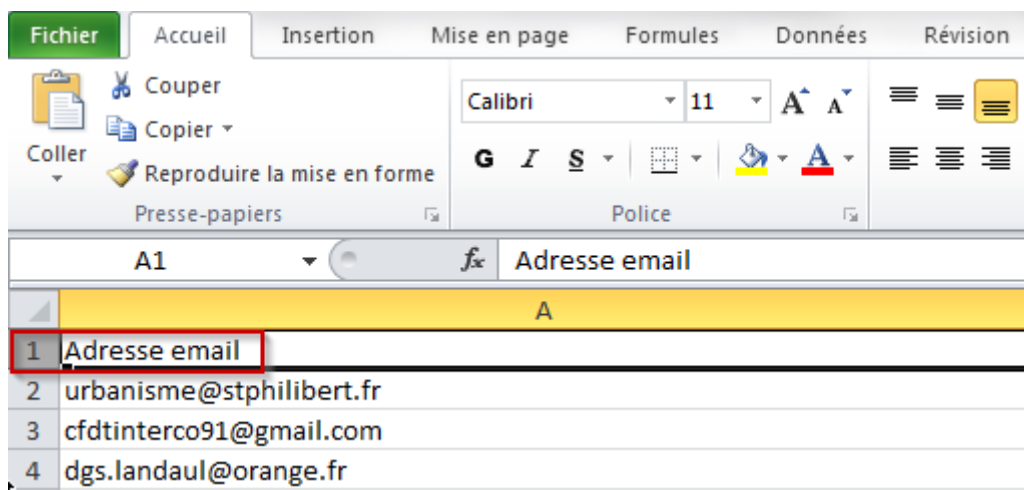 Fichier Accueil Insertion Mise en page Formules Données Révision
Couper
Calibri 11 A A
Copier
Coller
G I S A
Reproduire la mise en forme
Presse-papiers Police
A1 fx Adresse email
A
1 Adresse email
2 urbanisme@stphilibert.fr
3 cfdtinterco91@gmail.com
4 dgs.landaul@orange.fr